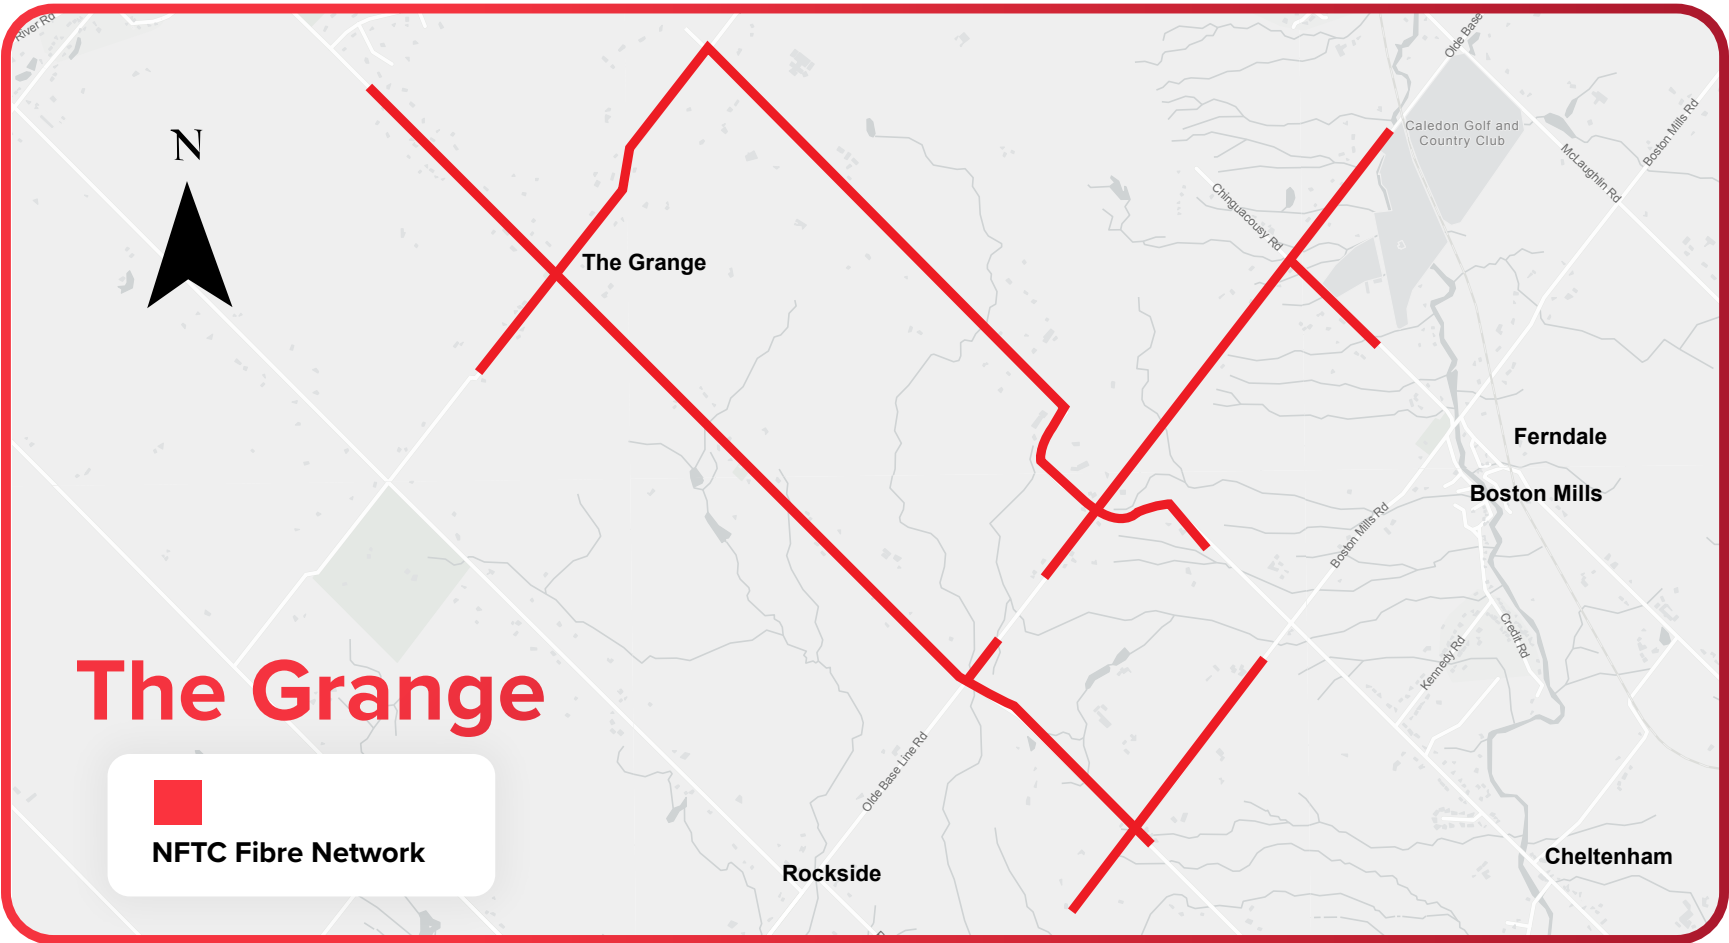 River Rd
Olde Base
N
Caledon Golf and
Country Club
Boston Mills Rd
McLaughlin Rd
Chinguacousy Rd
The Grange
Ferndale
Boston Mills
Boston Mills Rd
Credit Rd
Kennedy Rd
The Grange
Olde Base Line Rd
NFTC Fibre Network
Rockside
Cheltenham